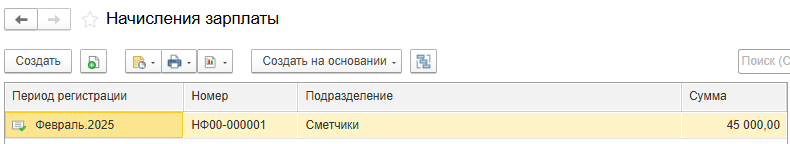 Начисления зарплаты
Создать Создать на основании Поиск (С
Период регистрации Номер Подразделение Сумма
Февраль.2025 НФ00-000001 Сметчики 45 000,00